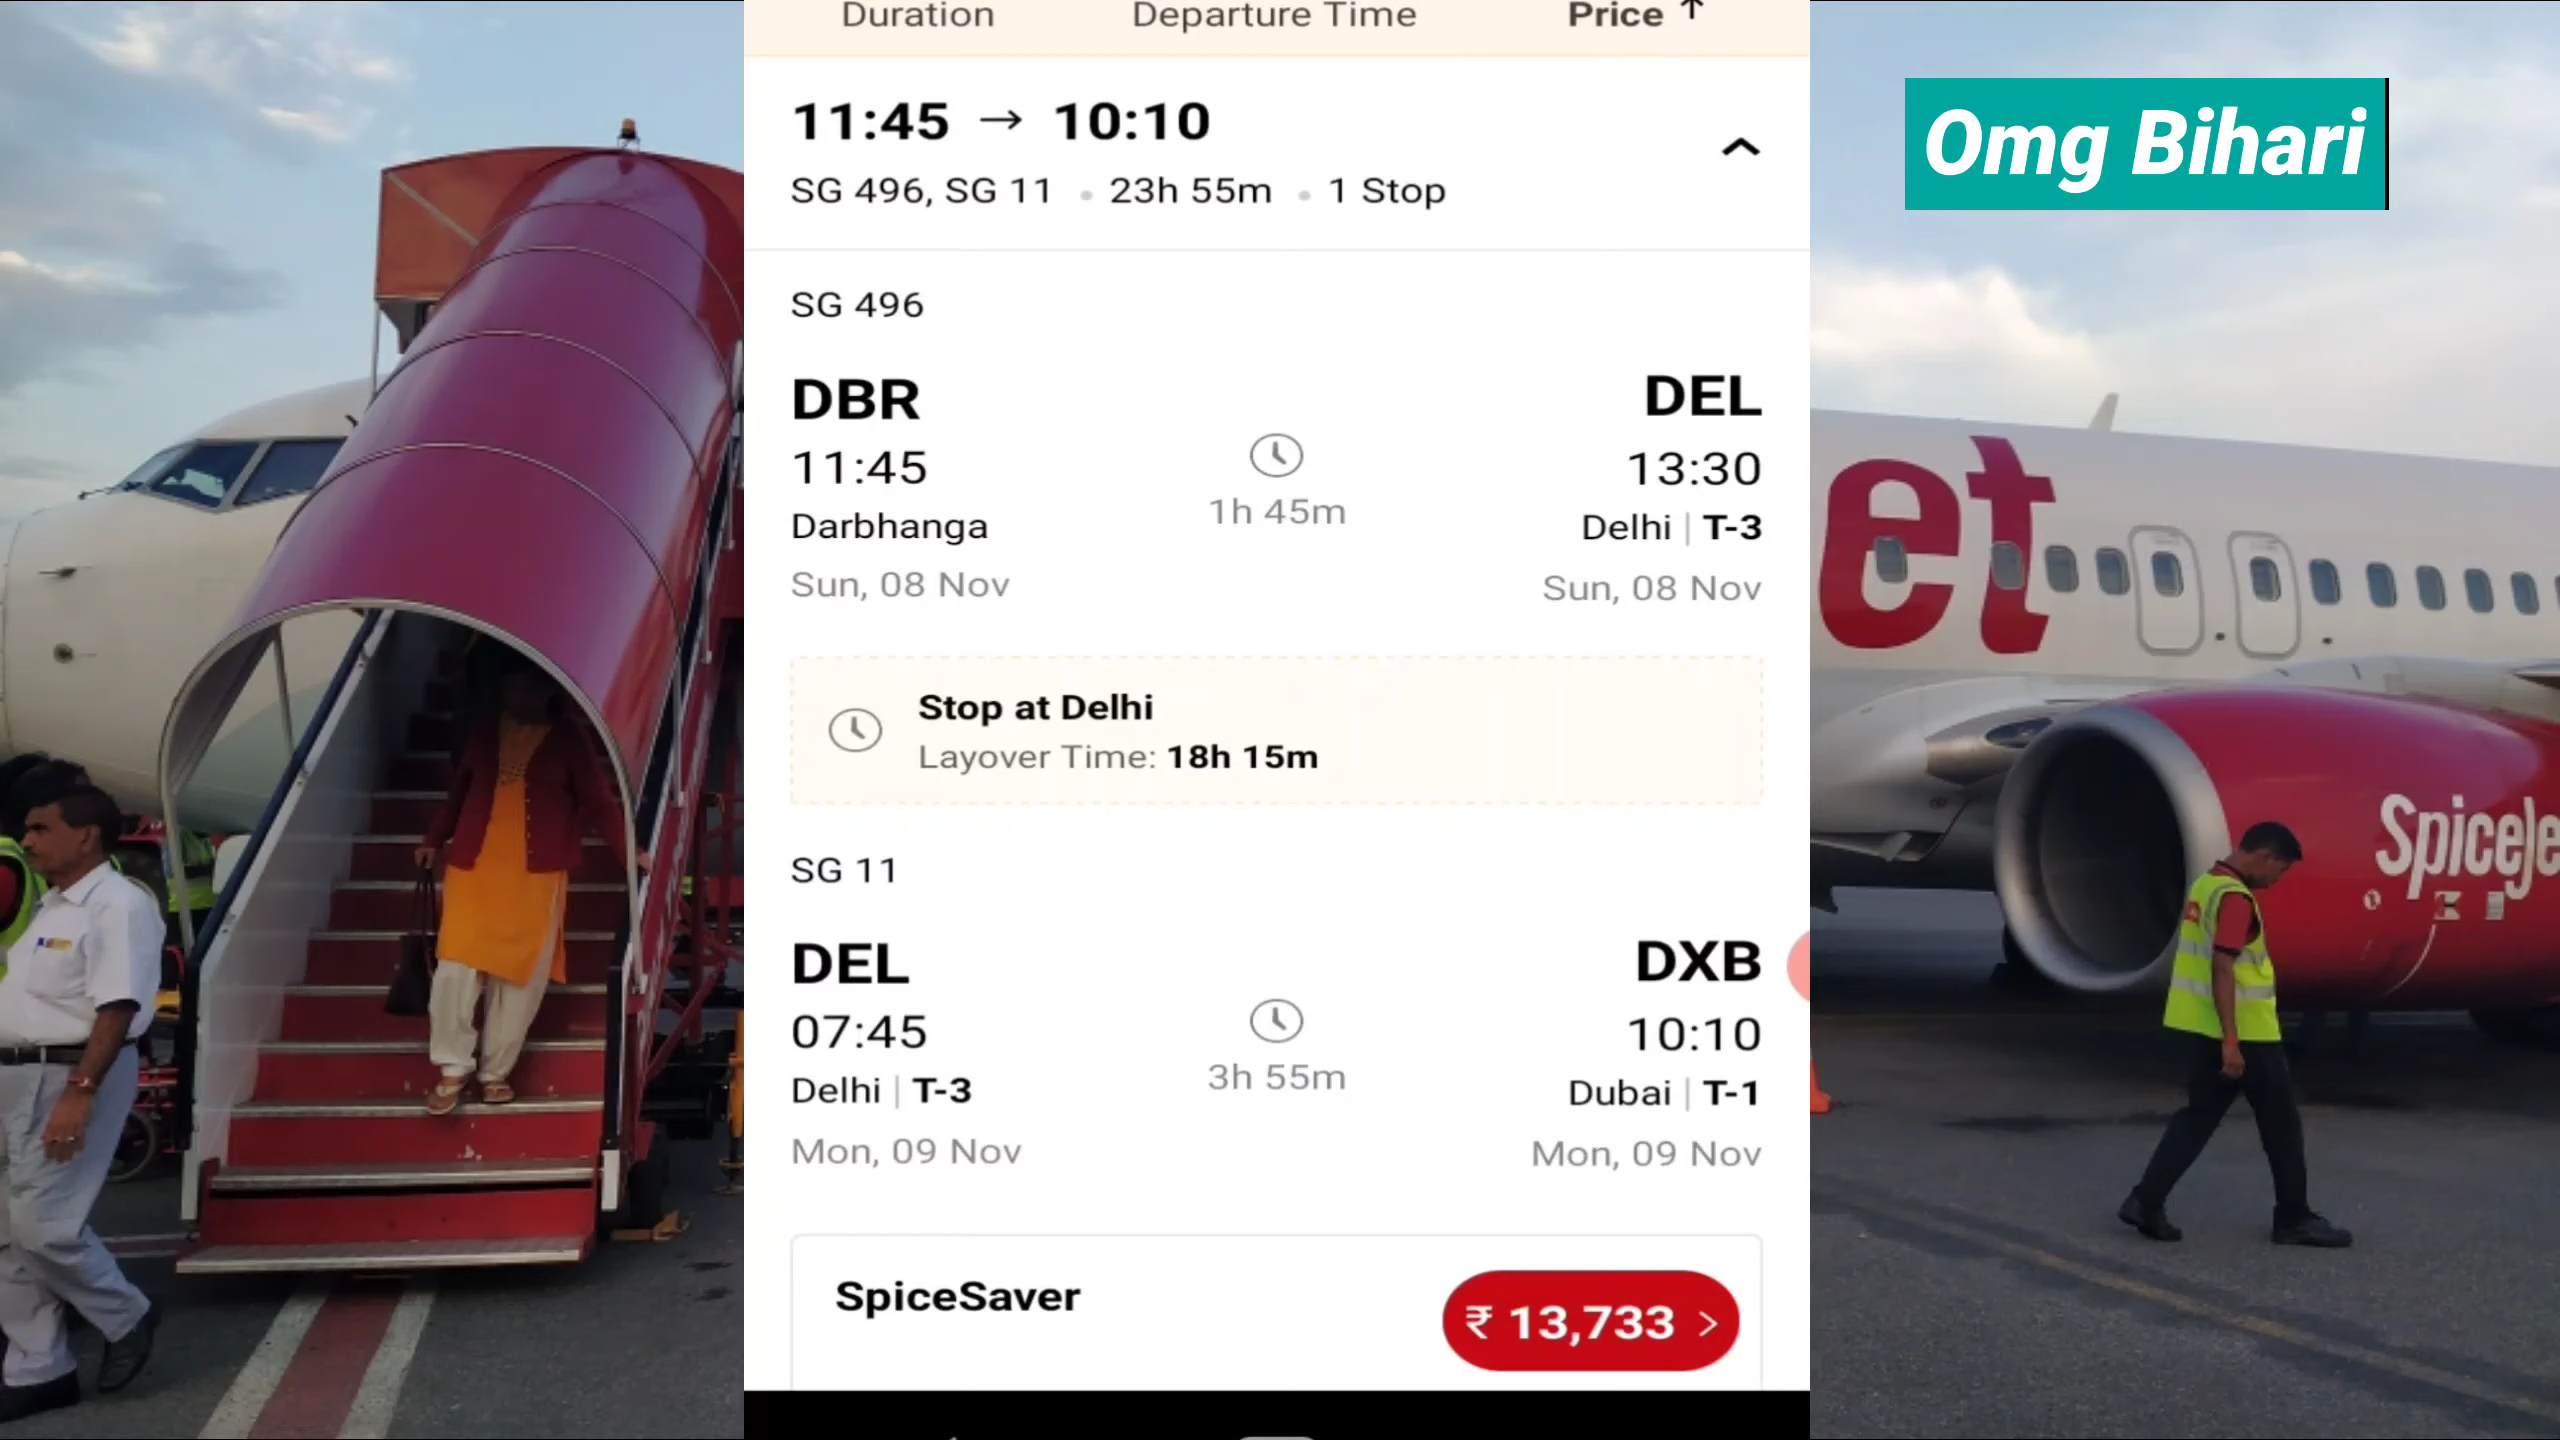 Duration Departure Time Price ↑
Omg Bihari
11:45 → 10:10
SG 496, SG 11 • 23h 55m • 1 Stop
SG 496
DBR DEL
11:45 13:30
1h 45m
Darbhanga Delhi | T-3
Sun, 08 Nov Sun, 08 Nov
Stop at Delhi
Layover Time: 18h 15m
SG 11
DEL DXB
07:45 10:10
3h 55m
Delhi | T-3 Dubai | T-1
Mon, 09 Nov Mon, 09 Nov
SpiceSaver ₹ 13,733 >
et
SpiceJe